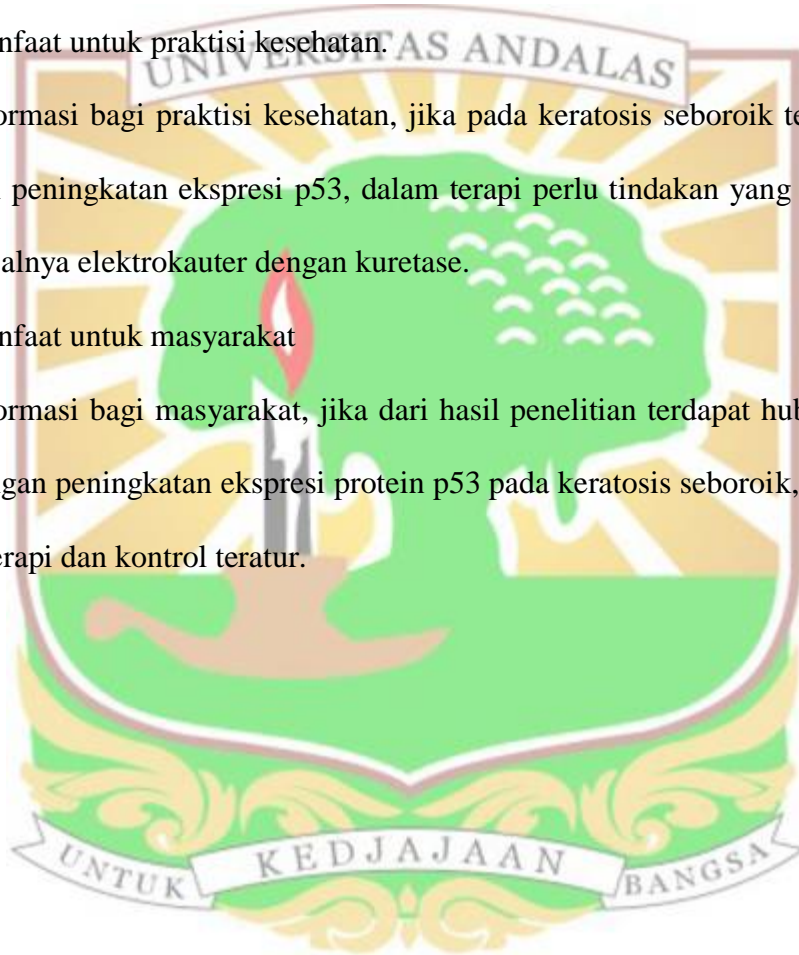 nfaat untuk praktisi kesehatan.
UNIVERSITAS ANDALAS
ormasi bagi praktisi kesehatan, jika pada keratosis seboroik te
peningkatan ekspresi p53, dalam terapi perlu tindakan yang
alnya elektrokauter dengan kuretase.
nfaat untuk masyarakat
ormasi bagi masyarakat, jika dari hasil penelitian terdapat hub
ngan peningkatan ekspresi protein p53 pada keratosis seboroik,
erapi dan kontrol teratur.
UNTUK KEDJAJAAN BANGSA